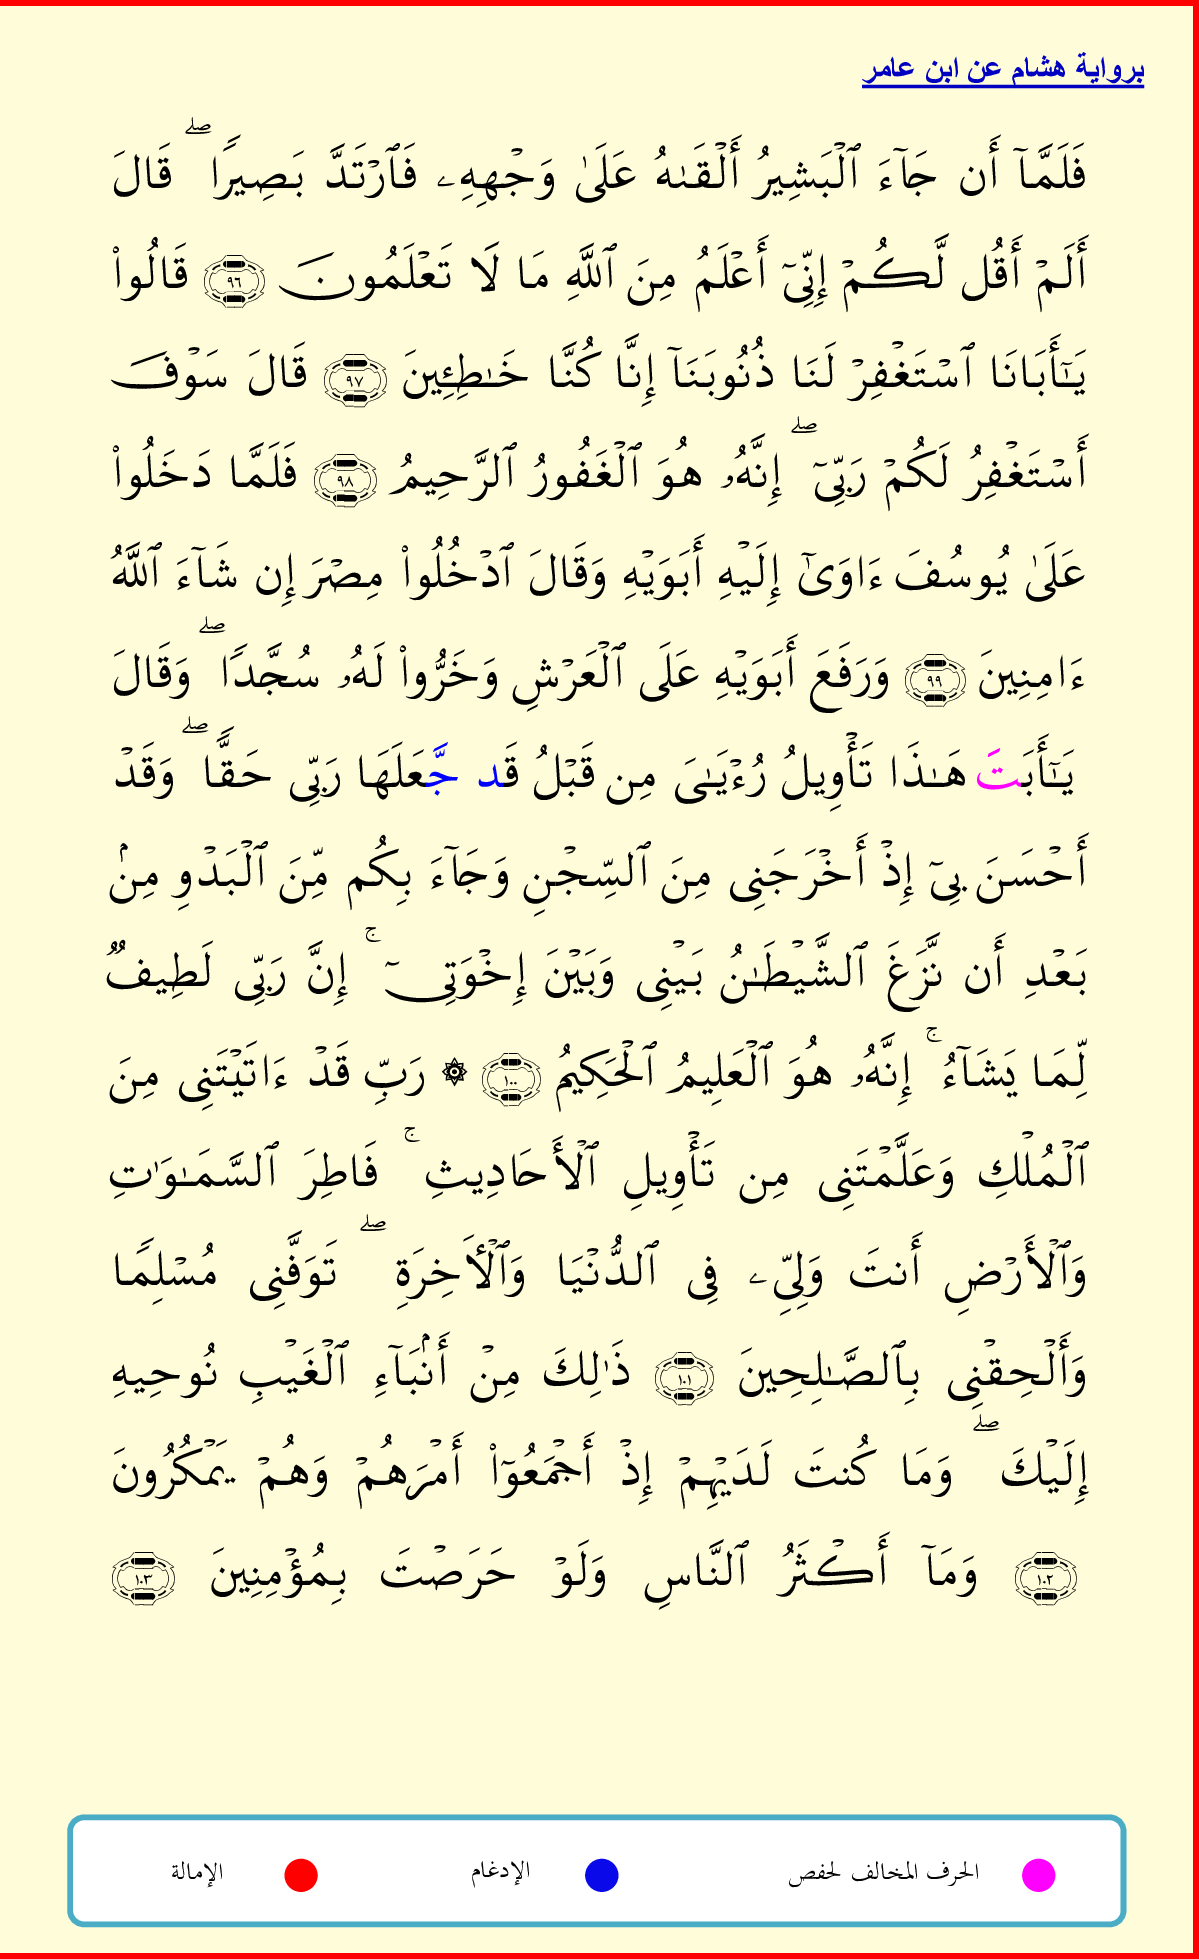 برواية هشام عن ابن عامر
فَلَمَّآ أَن جَآءَ ٱلۡبَشِيرُ أَلۡقَىٰهُ عَلَىٰ وَجۡهِهِۦ فَٱرۡتَدَّ بَصِيرٗاۖ قَالَ
أَلَمۡ أَقُل لَّكُمۡ إِنِّيٓ أَعۡلَمُ مِنَ ٱللَّهِ مَا لَا تَعۡلَمُونَ ٩٦ قَالُواْ
يَٰٓأَبَانَا ٱسۡتَغۡفِرۡ لَنَا ذُنُوبَنَآ إِنَّا كُنَّا خَٰطِـِٔينَ ٩٧ قَالَ سَوۡفَ
أَسۡتَغۡفِرُ لَكُمۡ رَبِّيٓۖ إِنَّهُۥ هُوَ ٱلۡغَفُورُ ٱلرَّحِيمُ ٩٨ فَلَمَّا دَخَلُواْ
عَلَىٰ يُوسُفَ ءَاوَىٰٓ إِلَيۡهِ أَبَوَيۡهِ وَقَالَ ٱدۡخُلُواْ مِصۡرَ إِن شَآءَ ٱللَّهُ
ءَامِنِينَ ٩٩ وَرَفَعَ أَبَوَيۡهِ عَلَى ٱلۡعَرۡشِ وَخَرُّواْ لَهُۥ سُجَّدٗاۖ وَقَالَ
يَٰٓأَبَتَ هَٰذَا تَأۡوِيلُ رُءۡيَٰيَ مِن قَبۡلُ قَد جَّعَلَهَا رَبِّي حَقّٗاۖ وَقَدۡ
أَحۡسَنَ بِيٓ إِذۡ أَخۡرَجَنِي مِنَ ٱلسِّجۡنِ وَجَآءَ بِكُم مِّنَ ٱلۡبَدۡوِ مِنۢ
بَعۡدِ أَن نَّزَغَ ٱلشَّيۡطَٰنُ بَيۡنِي وَبَيۡنَ إِخۡوَتِيٓۚ إِنَّ رَبِّي لَطِيفٞ
لِّمَا يَشَآءُۚ إِنَّهُۥ هُوَ ٱلۡعَلِيمُ ٱلۡحَكِيمُ ١٠٠ ۞ رَبِّ قَدۡ ءَاتَيۡتَنِي مِنَ
ٱلۡمُلۡكِ وَعَلَّمۡتَنِي مِن تَأۡوِيلِ ٱلۡأَحَادِيثِۚ فَاطِرَ ٱلسَّمَٰوَٰتِ
وَٱلۡأَرۡضِ أَنتَ وَلِيِّۦ فِي ٱلدُّنۡيَا وَٱلۡأٓخِرَةِۖ تَوَفَّنِي مُسۡلِمٗا
وَأَلۡحِقۡنِي بِٱلصَّٰلِحِينَ ١٠١ ذَٰلِكَ مِنۡ أَنۢبَآءِ ٱلۡغَيۡبِ نُوحِيهِ
إِلَيۡكَۖ وَمَا كُنتَ لَدَيۡهِمۡ إِذۡ أَجۡمَعُوٓاْ أَمۡرَهُمۡ وَهُمۡ يَمۡكُرُونَ
١٠٢ وَمَآ أَكۡثَرُ ٱلنَّاسِ وَلَوۡ حَرَصۡتَ بِمُؤۡمِنِينَ ١٠٣
الحرف المخالف لحفص الإدغام الإمالة